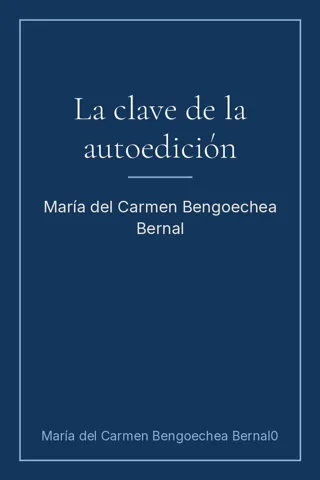 La clave de la
autoedición
María del Carmen Bengoechea
Bernal
María del Carmen Bengoechea Bernal0